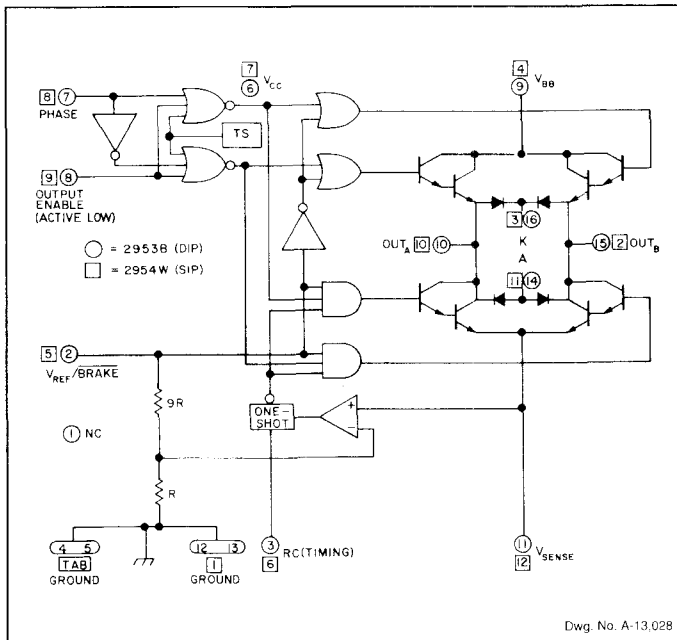 7
6 VCC
4
9 VBB
8 7
PHASE
TS
9 8
OUTPUT
ENABLE
(ACTIVE LOW)
3 16
OUTA 10 10
K
A
15 2 OUTB
= 2953B (DIP)
= 2954W (SIP)
11 14
5 2
VREF/BRAKE
9R
ONE-
SHOT
+
−
1 NC
R
4 5
TAB
GROUND
12 13
1
GROUND
3
6
RC(TIMING)
11
12
VSENSE
Dwg. No. A-13,028